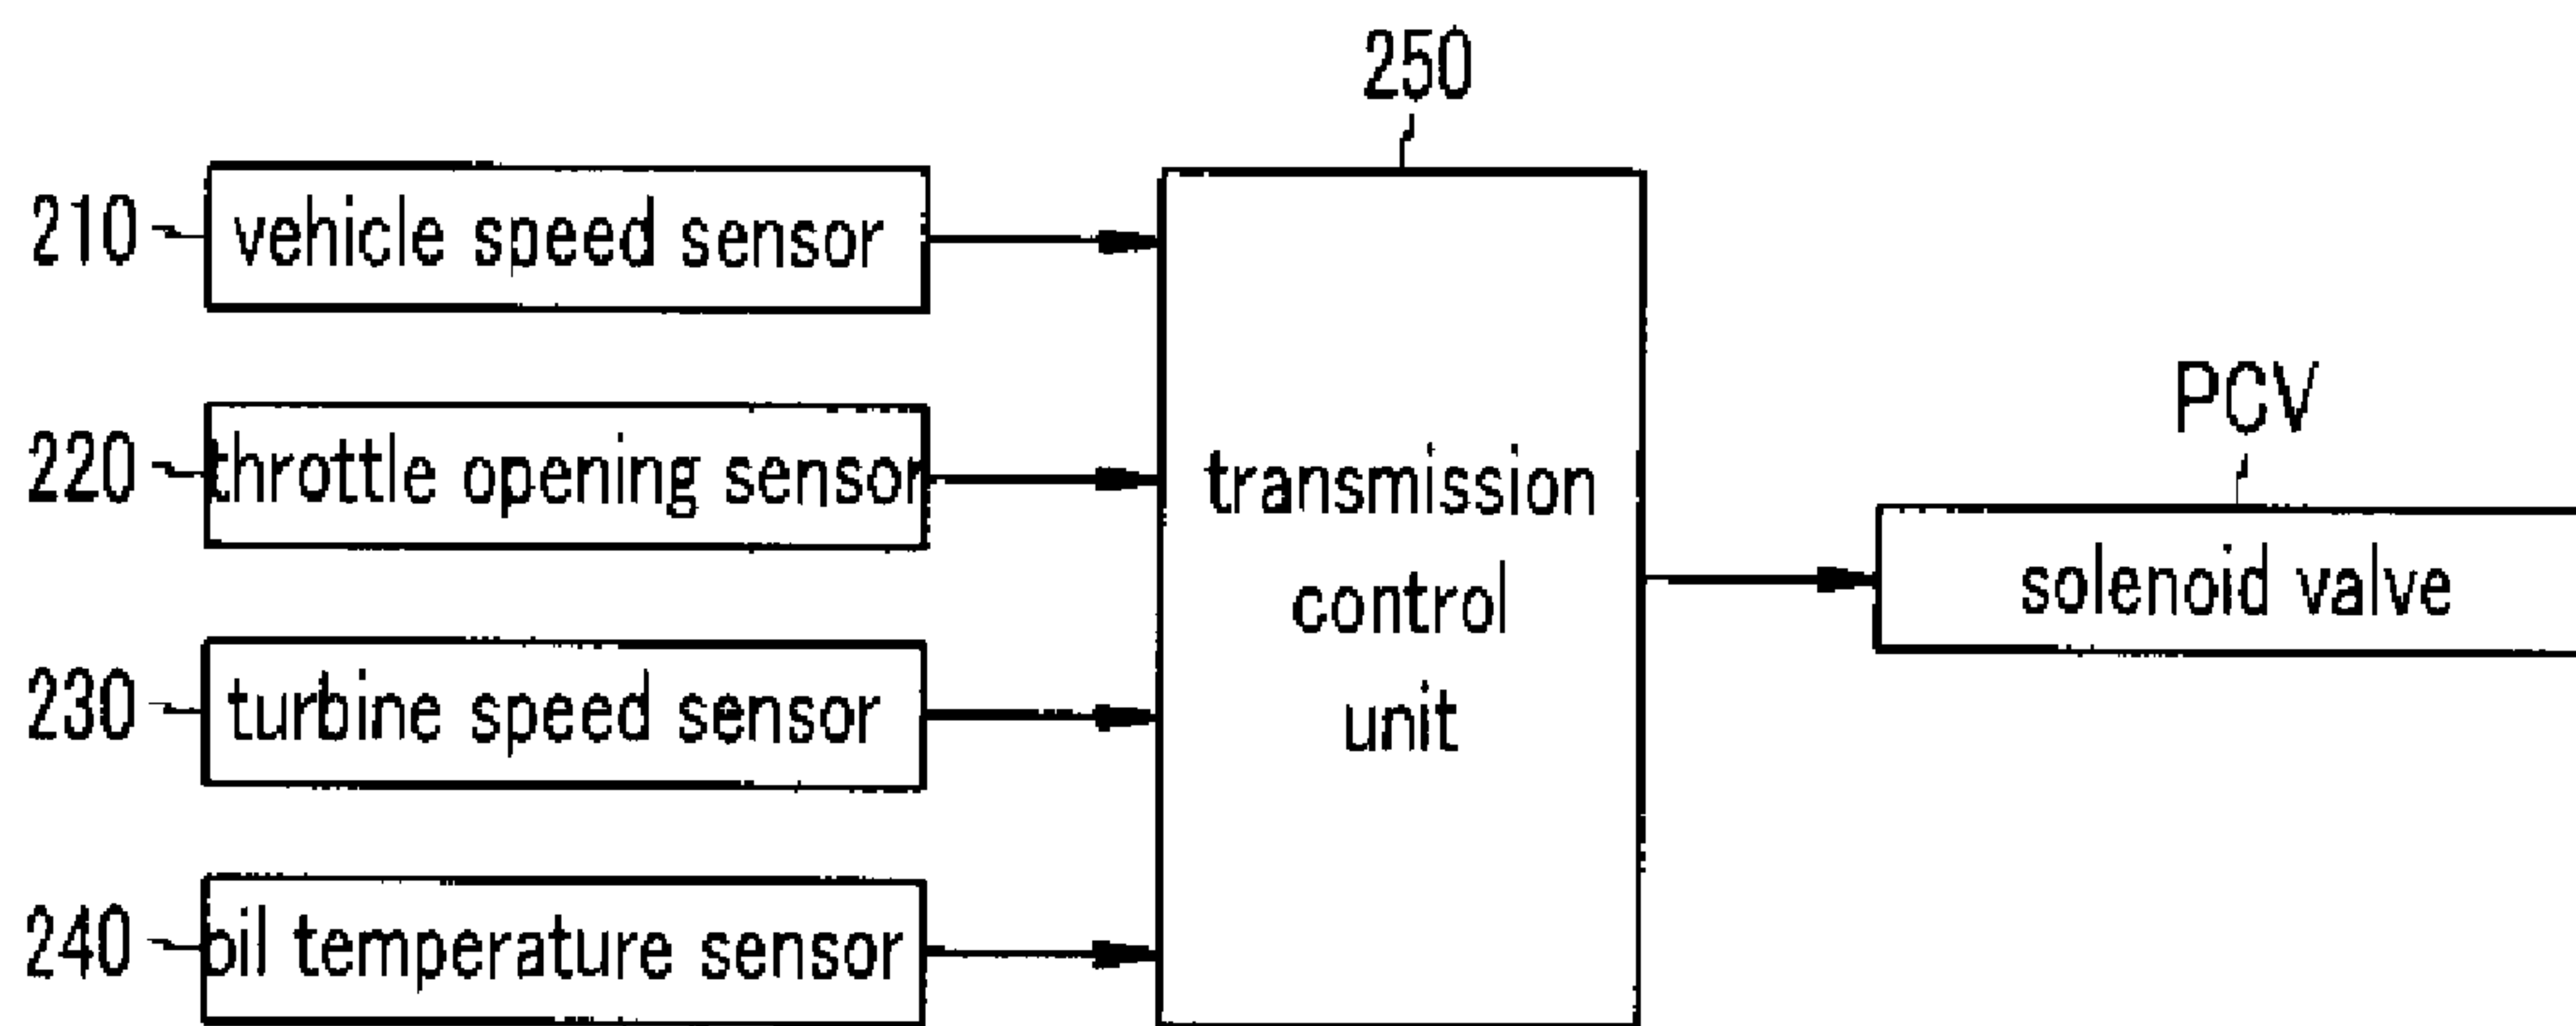 250
210 vehicle speed sensor
220 throttle opening sensor
230 turbine speed sensor
240 oil temperature sensor
transmission
control
unit
PCV
solenoid valve